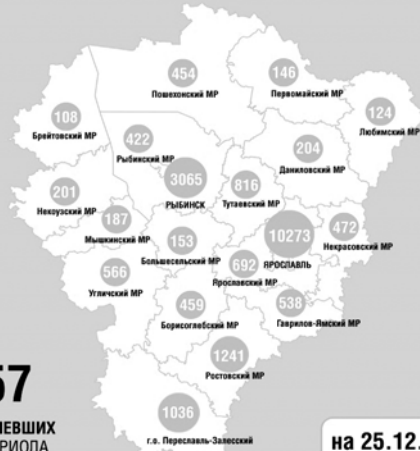 454
Пошехонский МР
146
Первомайский МР
108
Брейтовский МР
124
Любимский МР
422
Рыбинский МР
204
Даниловский МР
3065
РЫБИНСК
816
Тутаевский МР
201
Некоузский МР
187
Мышкинский МР
153
Большесельский МР
10273
ЯРОСЛАВЛЬ
472
Некрасовский МР
692
Ярославский МР
566
Угличский МР
459
Борисоглебский МР
538
Гаврилов-Ямский МР
1241
Ростовский МР
1036
г.о. Переславль-Залесский
57
ЛЕВШИХ
РИОДА
на 25.12.